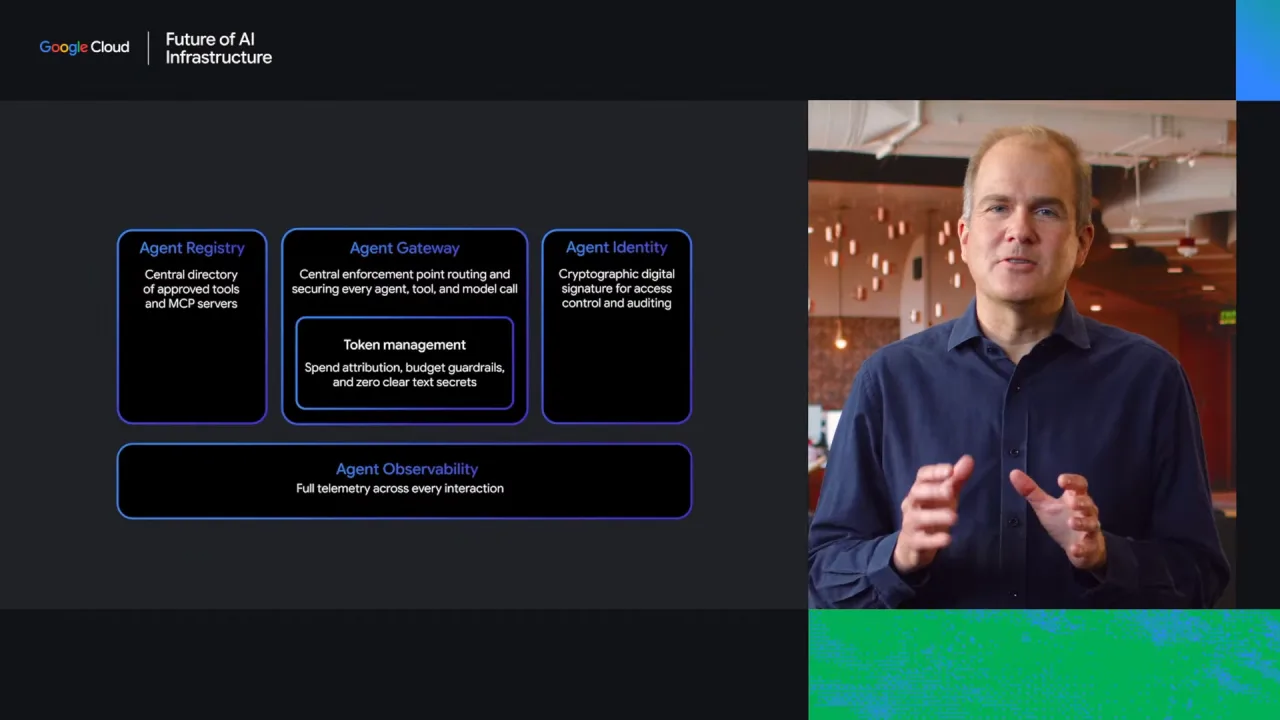 Google Cloud
Future of AI
Infrastructure
Agent Registry
Central directory
of approved tools
and MCP servers
Agent Gateway
Central enforcement point routing and
securing every agent, tool, and model call
Token management
Spend attribution, budget guardrails,
and zero clear text secrets
Agent Identity
Cryptographic digital
signature for access
control and auditing
Agent Observability
Full telemetry across every interaction